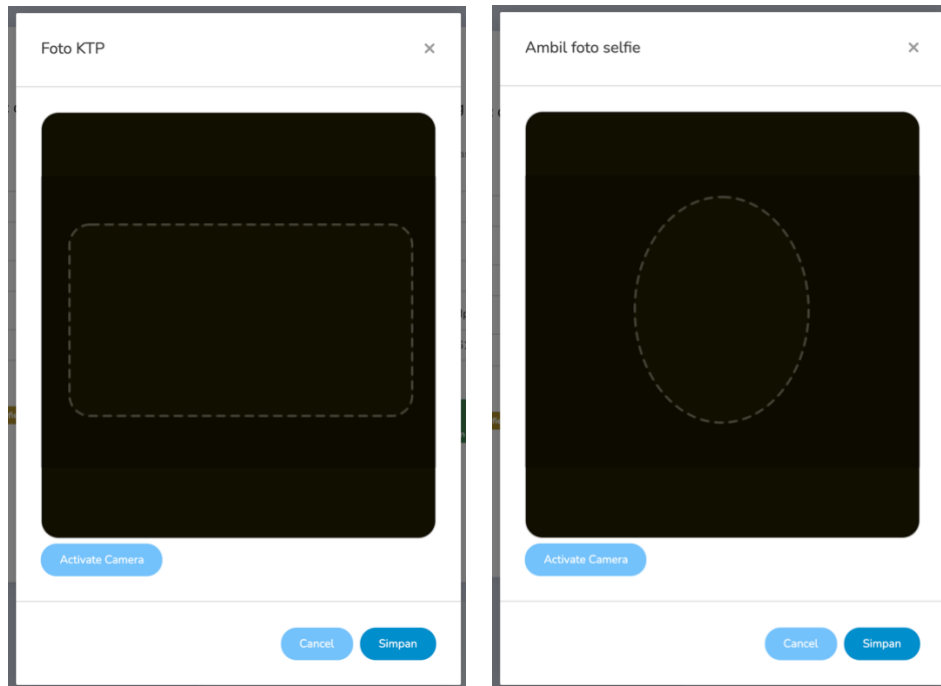 Foto KTP
×
Activate Camera
Cancel
Simpan
Ambil foto selfie
×
Activate Camera
Cancel
Simpan